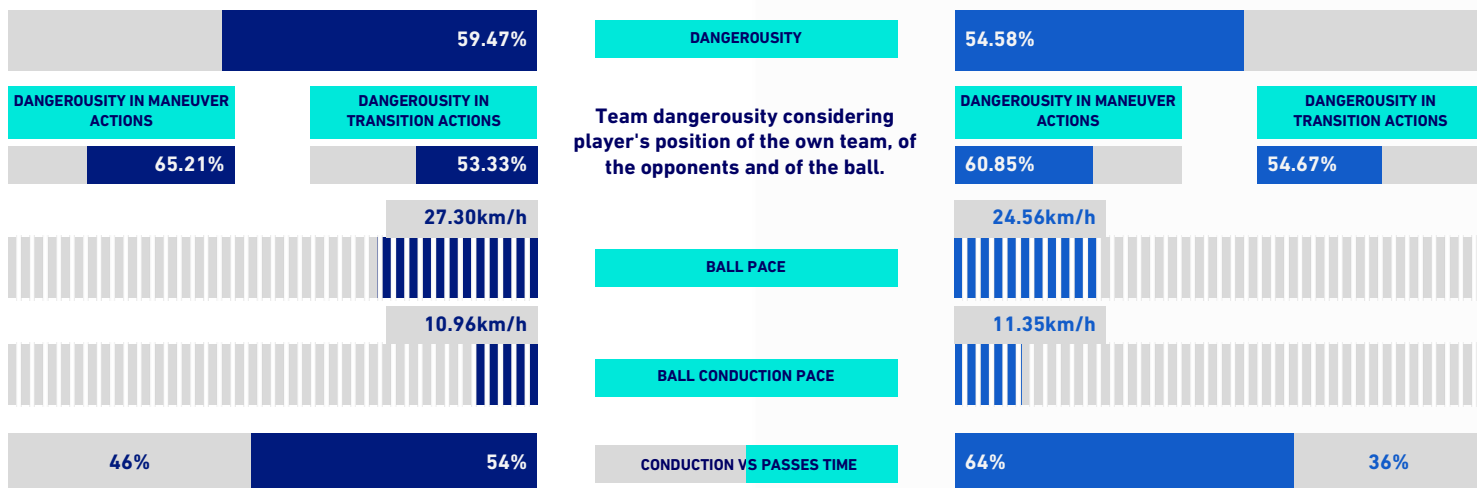 59.47%
DANGEROUSITY
54.58%
DANGEROUSITY IN MANEUVER
ACTIONS
DANGEROUSITY IN
TRANSITION ACTIONS
65.21%
53.33%
Team dangerousity considering
player's position of the own team, of
the opponents and of the ball.
DANGEROUSITY IN MANEUVER
ACTIONS
DANGEROUSITY IN
TRANSITION ACTIONS
60.85%
54.67%
27.30km/h
BALL PACE
24.56km/h
10.96km/h
BALL CONDUCTION PACE
11.35km/h
46%
54%
CONDUCTION VS PASSES TIME
64%
36%